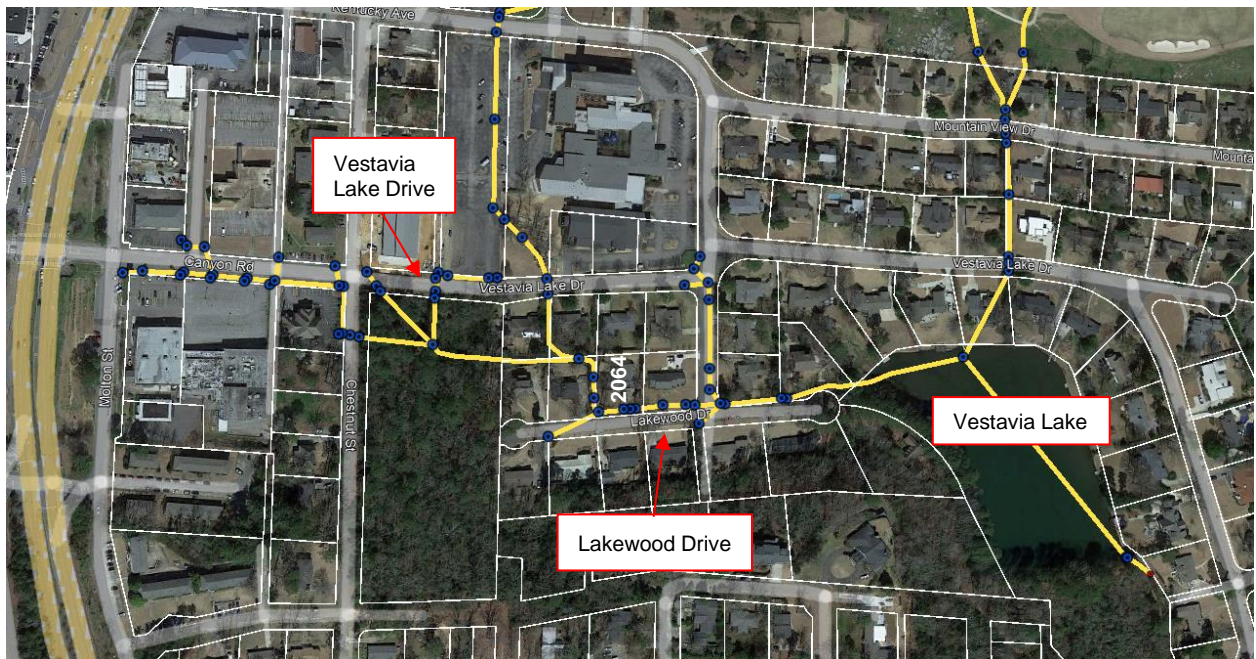 Kentucky Ave
Mountain View Dr
Mounta
Vestavia
Lake Drive
Canyon Rd
Vestavia Lake Dr
Vestavia Lake Dr
Molton St
Chestnut St
2064
Lakewood Dr
Vestavia Lake
Lakewood Drive